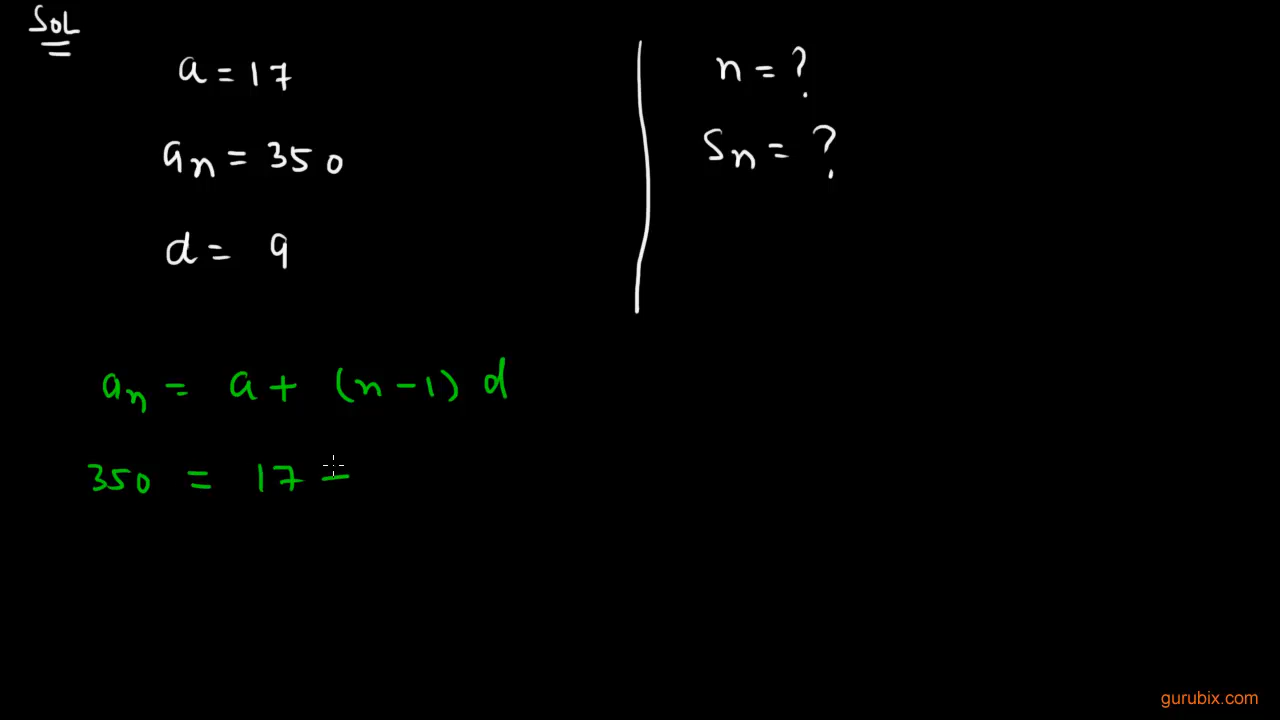 SOL
a = 17
an = 350
d = 9
n = ?
Sn = ?
an = a + (n - 1) d
350 = 17 -
gurubix.com